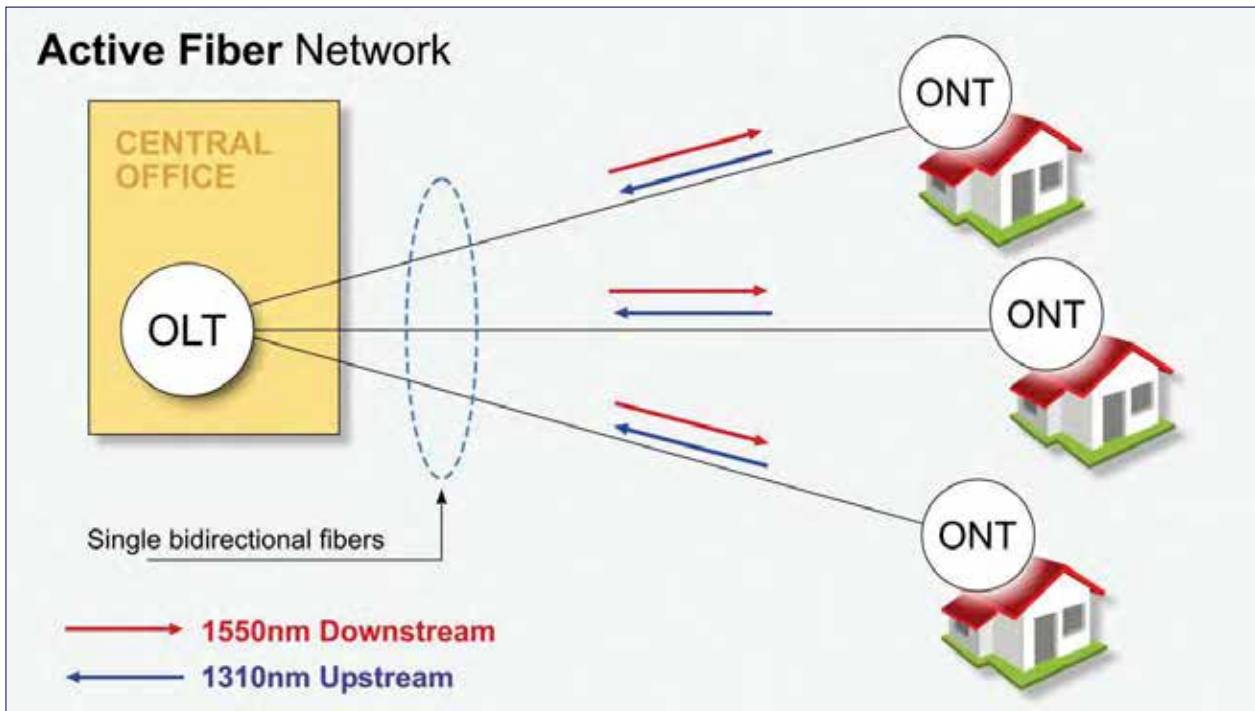 Active Fiber Network
CENTRAL
OFFICE
OLT
ONT
ONT
ONT
Single bidirectional fibers
1550nm Downstream
1310nm Upstream